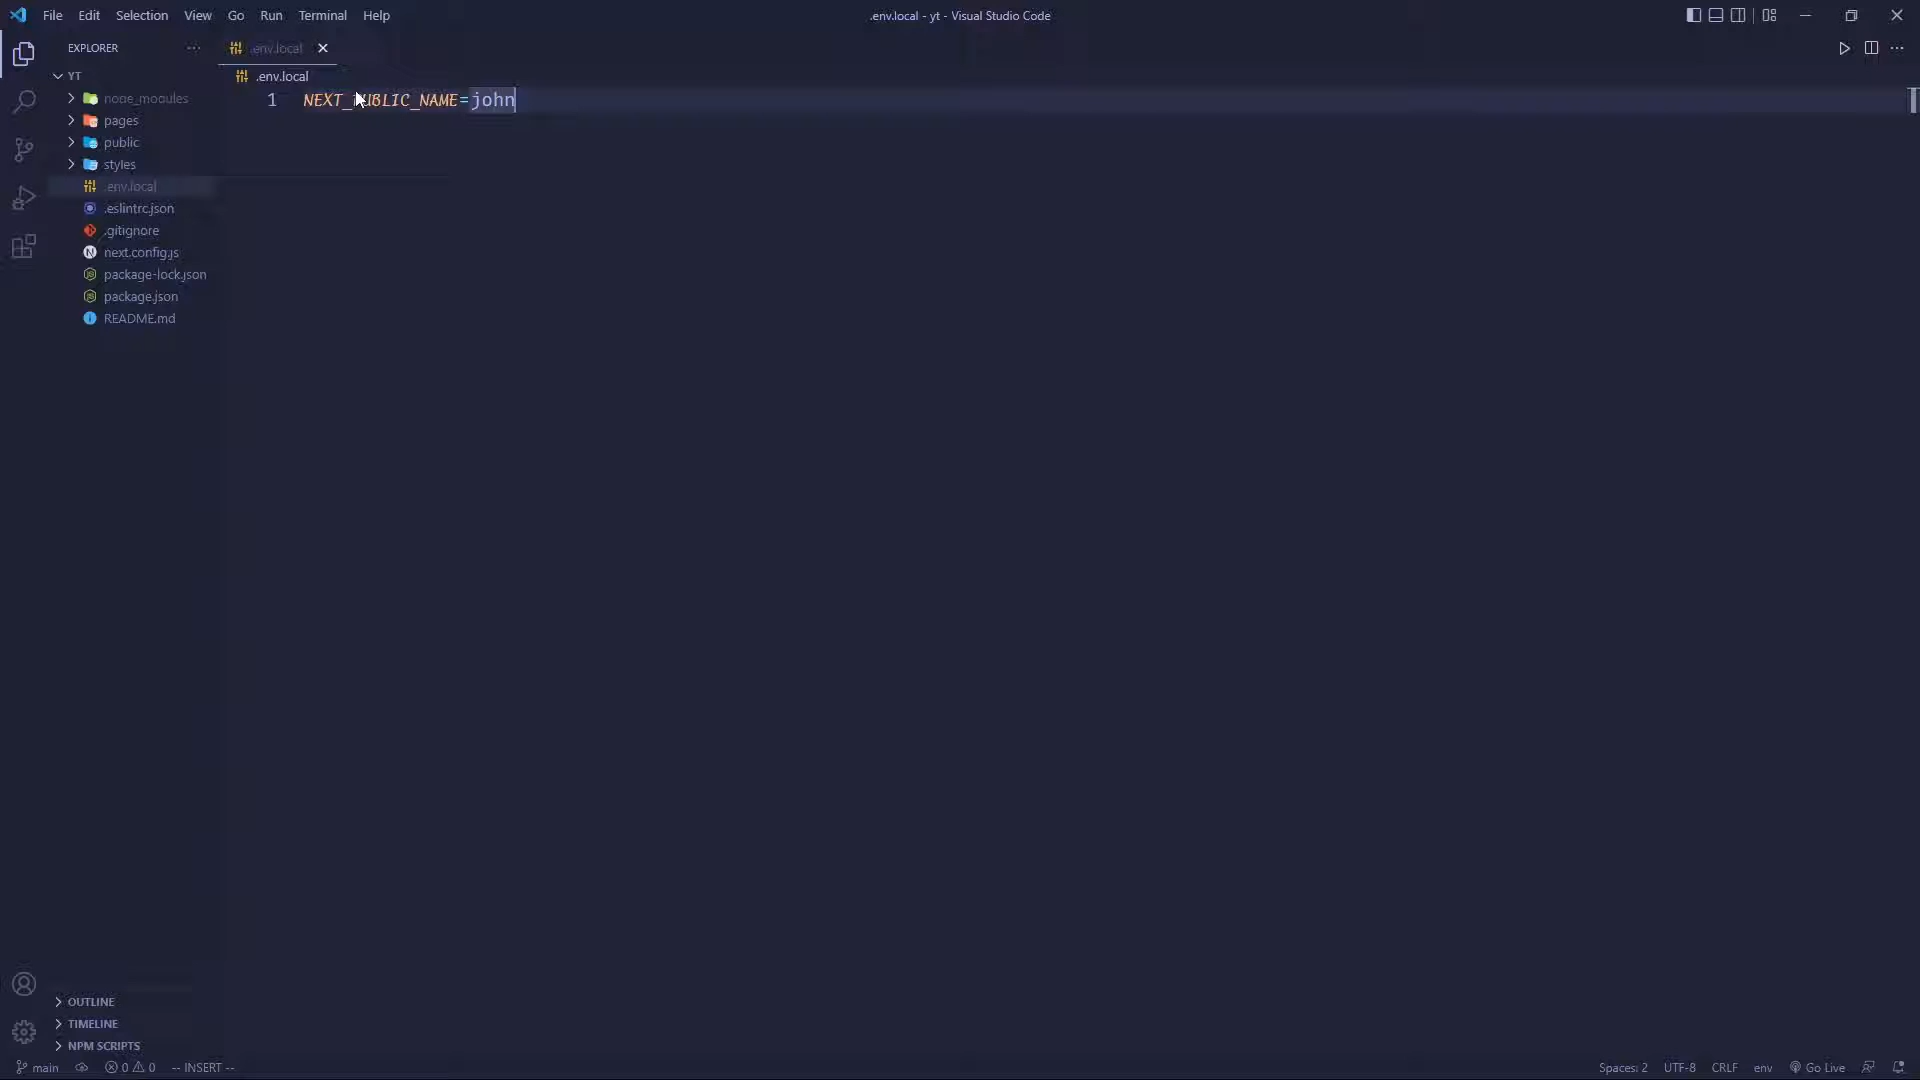 File Edit Selection View Go Run Terminal Help
.env.local - yt - Visual Studio Code
EXPLORER
.env.local
YT
.env.local
node_modules
1 NEXT_PUBLIC_NAME=john
pages
public
styles
.env.local
.eslintrc.json
.gitignore
next.config.js
package-lock.json
package.json
README.md
OUTLINE
TIMELINE
NPM SCRIPTS
main 0 0 -- INSERT --
Spaces: 2 UTF-8 CRLF env Go Live